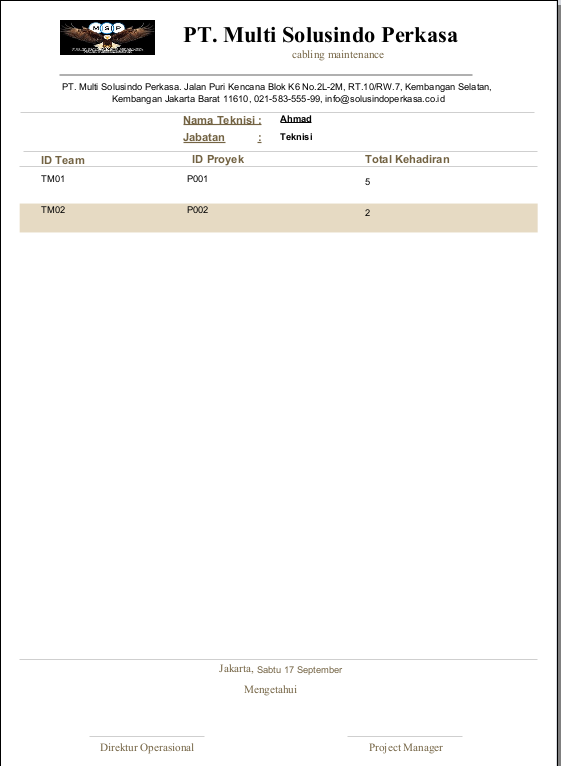 MSP
PT. Multi Solusindo Perkasa
cabling maintenance
PT. Multi Solusindo Perkasa. Jalan Puri Kencana Blok K6 No.2L-2M, RT.10/RW.7, Kembangan Selatan,
Kembangan Jakarta Barat 11610, 021-583-555-99, info@solusindoperkasa.co.id
Nama Teknisi : Ahmad
Jabatan : Teknisi
ID Team ID Proyek Total Kehadiran
TM01 P001 5
TM02 P002 2
Jakarta, Sabtu 17 September
Mengetahui
Direktur Operasional Project Manager